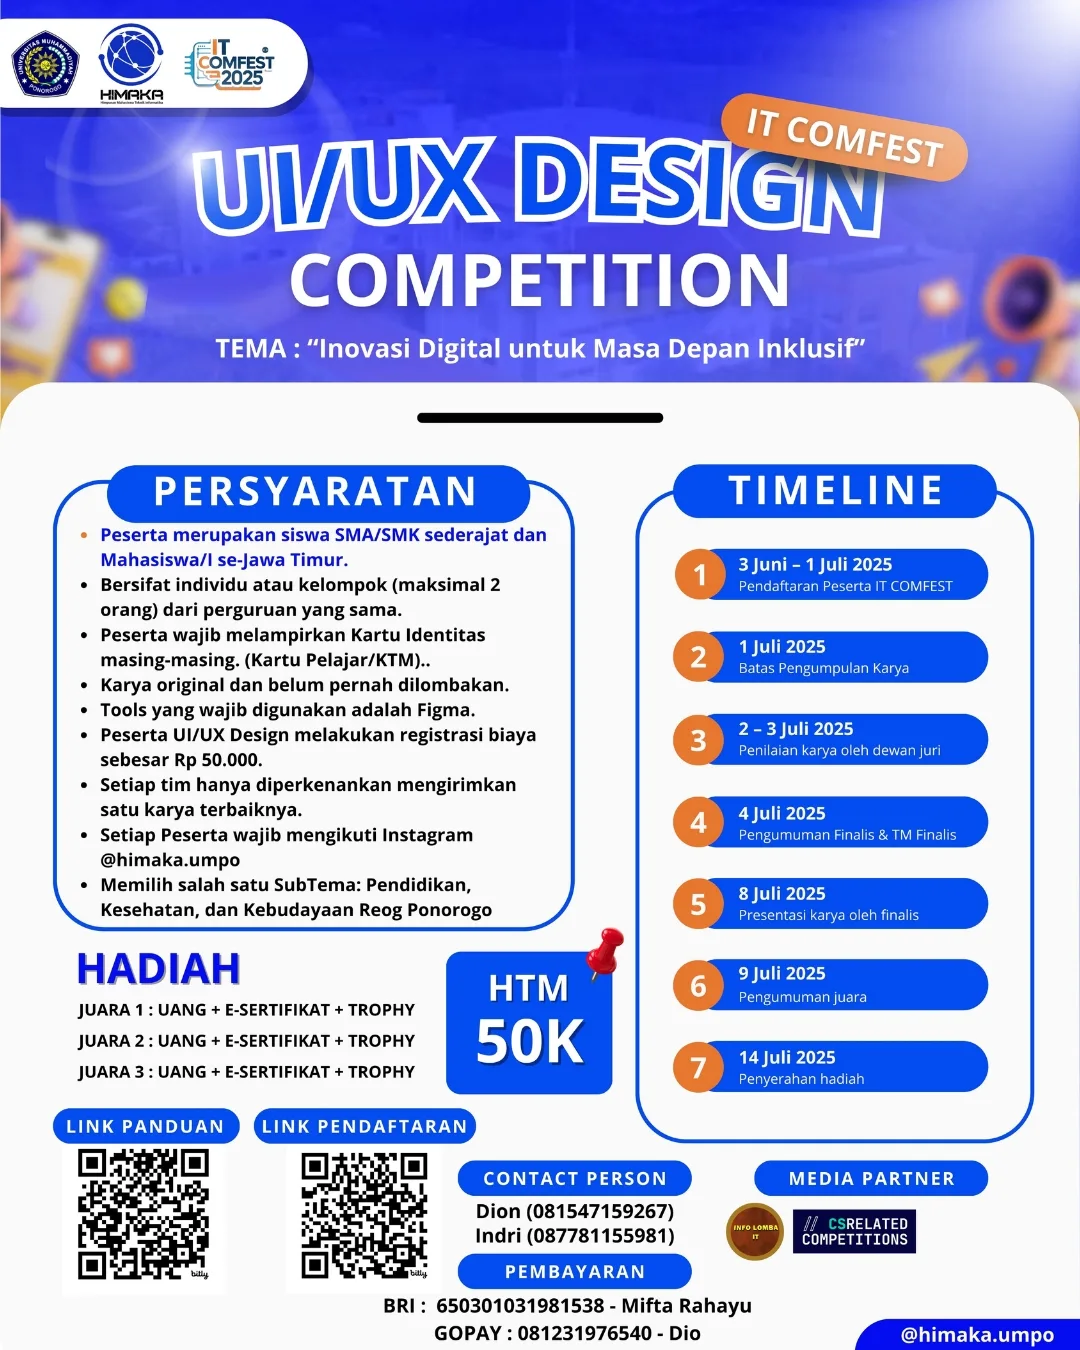 UNIVERSITAS MUHAMMADIYAH
PONOROGO
HIMAKA
Himpunan Mahasiswa Teknik Informatika
IT
COMFEST
2025
IT COMFEST
UI/UX DESIGN
COMPETITION
TEMA : “Inovasi Digital untuk Masa Depan Inklusif”
PERSYARATAN
• Peserta merupakan siswa SMA/SMK sederajat dan
Mahasiswa/I se-Jawa Timur.
• Bersifat individu atau kelompok (maksimal 2
orang) dari perguruan yang sama.
• Peserta wajib melampirkan Kartu Identitas
masing-masing. (Kartu Pelajar/KTM)..
• Karya original dan belum pernah dilombakan.
• Tools yang wajib digunakan adalah Figma.
• Peserta UI/UX Design melakukan registrasi biaya
sebesar Rp 50.000.
• Setiap tim hanya diperkenankan mengirimkan
satu karya terbaiknya.
• Setiap Peserta wajib mengikuti Instagram
@himaka.umpo
• Memilih salah satu SubTema: Pendidikan,
Kesehatan, dan Kebudayaan Reog Ponorogo
TIMELINE
1
3 Juni – 1 Juli 2025
Pendaftaran Peserta IT COMFEST
2
1 Juli 2025
Batas Pengumpulan Karya
3
2 – 3 Juli 2025
Penilaian karya oleh dewan juri
4
4 Juli 2025
Pengumuman Finalis & TM Finalis
5
8 Juli 2025
Presentasi karya oleh finalis
6
9 Juli 2025
Pengumuman juara
7
14 Juli 2025
Penyerahan hadiah
HADIAH
JUARA 1 : UANG + E-SERTIFIKAT + TROPHY
JUARA 2 : UANG + E-SERTIFIKAT + TROPHY
JUARA 3 : UANG + E-SERTIFIKAT + TROPHY
HTM
50K
LINK PANDUAN
bitly
LINK PENDAFTARAN
bitly
CONTACT PERSON
Dion (081547159267)
Indri (087781155981)
MEDIA PARTNER
INFO LOMBA
IT
// CSRELATED
COMPETITIONS
PEMBAYARAN
BRI : 650301031981538 - Mifta Rahayu
GOPAY : 081231976540 - Dio
@himaka.umpo